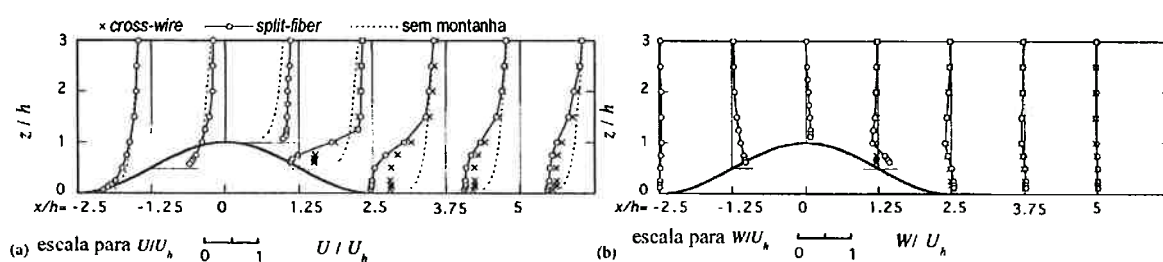 × cross-wire —○— split-fiber ········ sem montanha
3
2
1
0
z / h
x/h= -2.5 -1.25 0 1.25 2.5 3.75 5
(a) escala para U/U_h 0 1 U / U_h
3
2
1
0
z / h
x/h= -2.5 -1.25 0 1.25 2.5 3.75 5
(b) escala para W/U_h 0 1 W/ U_h